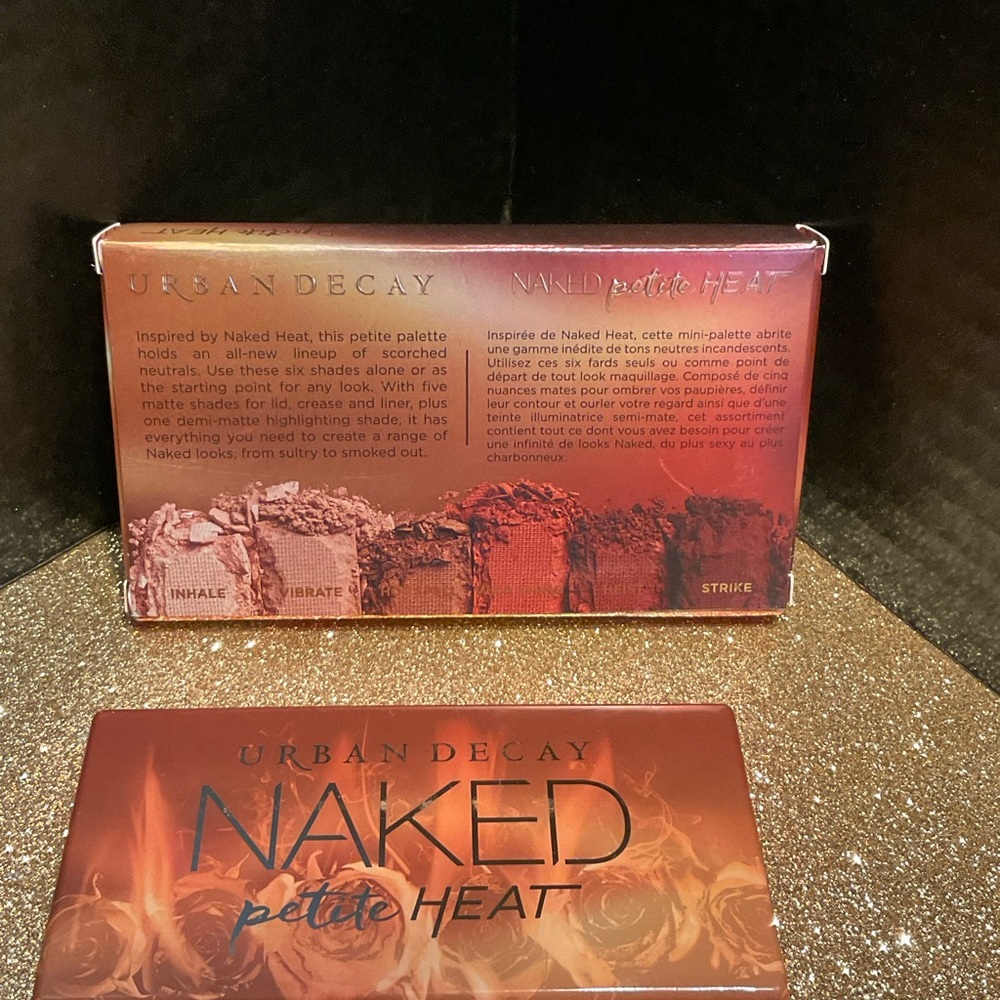 petite HEAT
URBAN DECAY
NAKED petite HEAT
Inspired by Naked Heat, this petite palette
holds an all-new lineup of scorched
neutrals. Use these six shades alone or as
the starting point for any look. With five
matte shades for lid, crease and liner, plus
one demi-matte highlighting shade, it has
everything you need to create a range of
Naked looks, from sultry to smoked out.
Inspirée de Naked Heat, cette mini-palette abrite
une gamme inédite de tons neutres incandescents.
Utilisez ces six fards seuls ou comme point de
départ de tout look maquillage. Composé de cinq
nuances mates pour ombrer vos paupières, définir
leur contour et ourler votre regard ainsi que d'une
teinte illuminatrice semi-mate, cet assortiment
contient tout ce dont vous avez besoin pour créer
une infinité de looks Naked, du plus sexy au plus
charbonneux.
INHALE
VIBRATE
STRIKE
URBAN DECAY
NAKED
petite HEAT